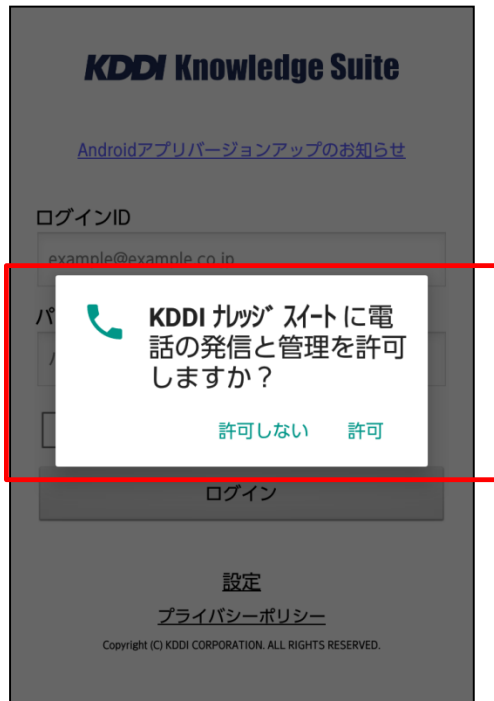 KDDI Knowledge Suite
Androidアプリバージョンアップのお知らせ
ログインID
example@example.co.jp
パ
KDDI ﾅﾚｯｼﾞ ｽｲｰﾄ に電
話の発信と管理を許可
しますか？
許可しない 許可
ログイン
設定
プライバシーポリシー
Copyright (C) KDDI CORPORATION. ALL RIGHTS RESERVED.